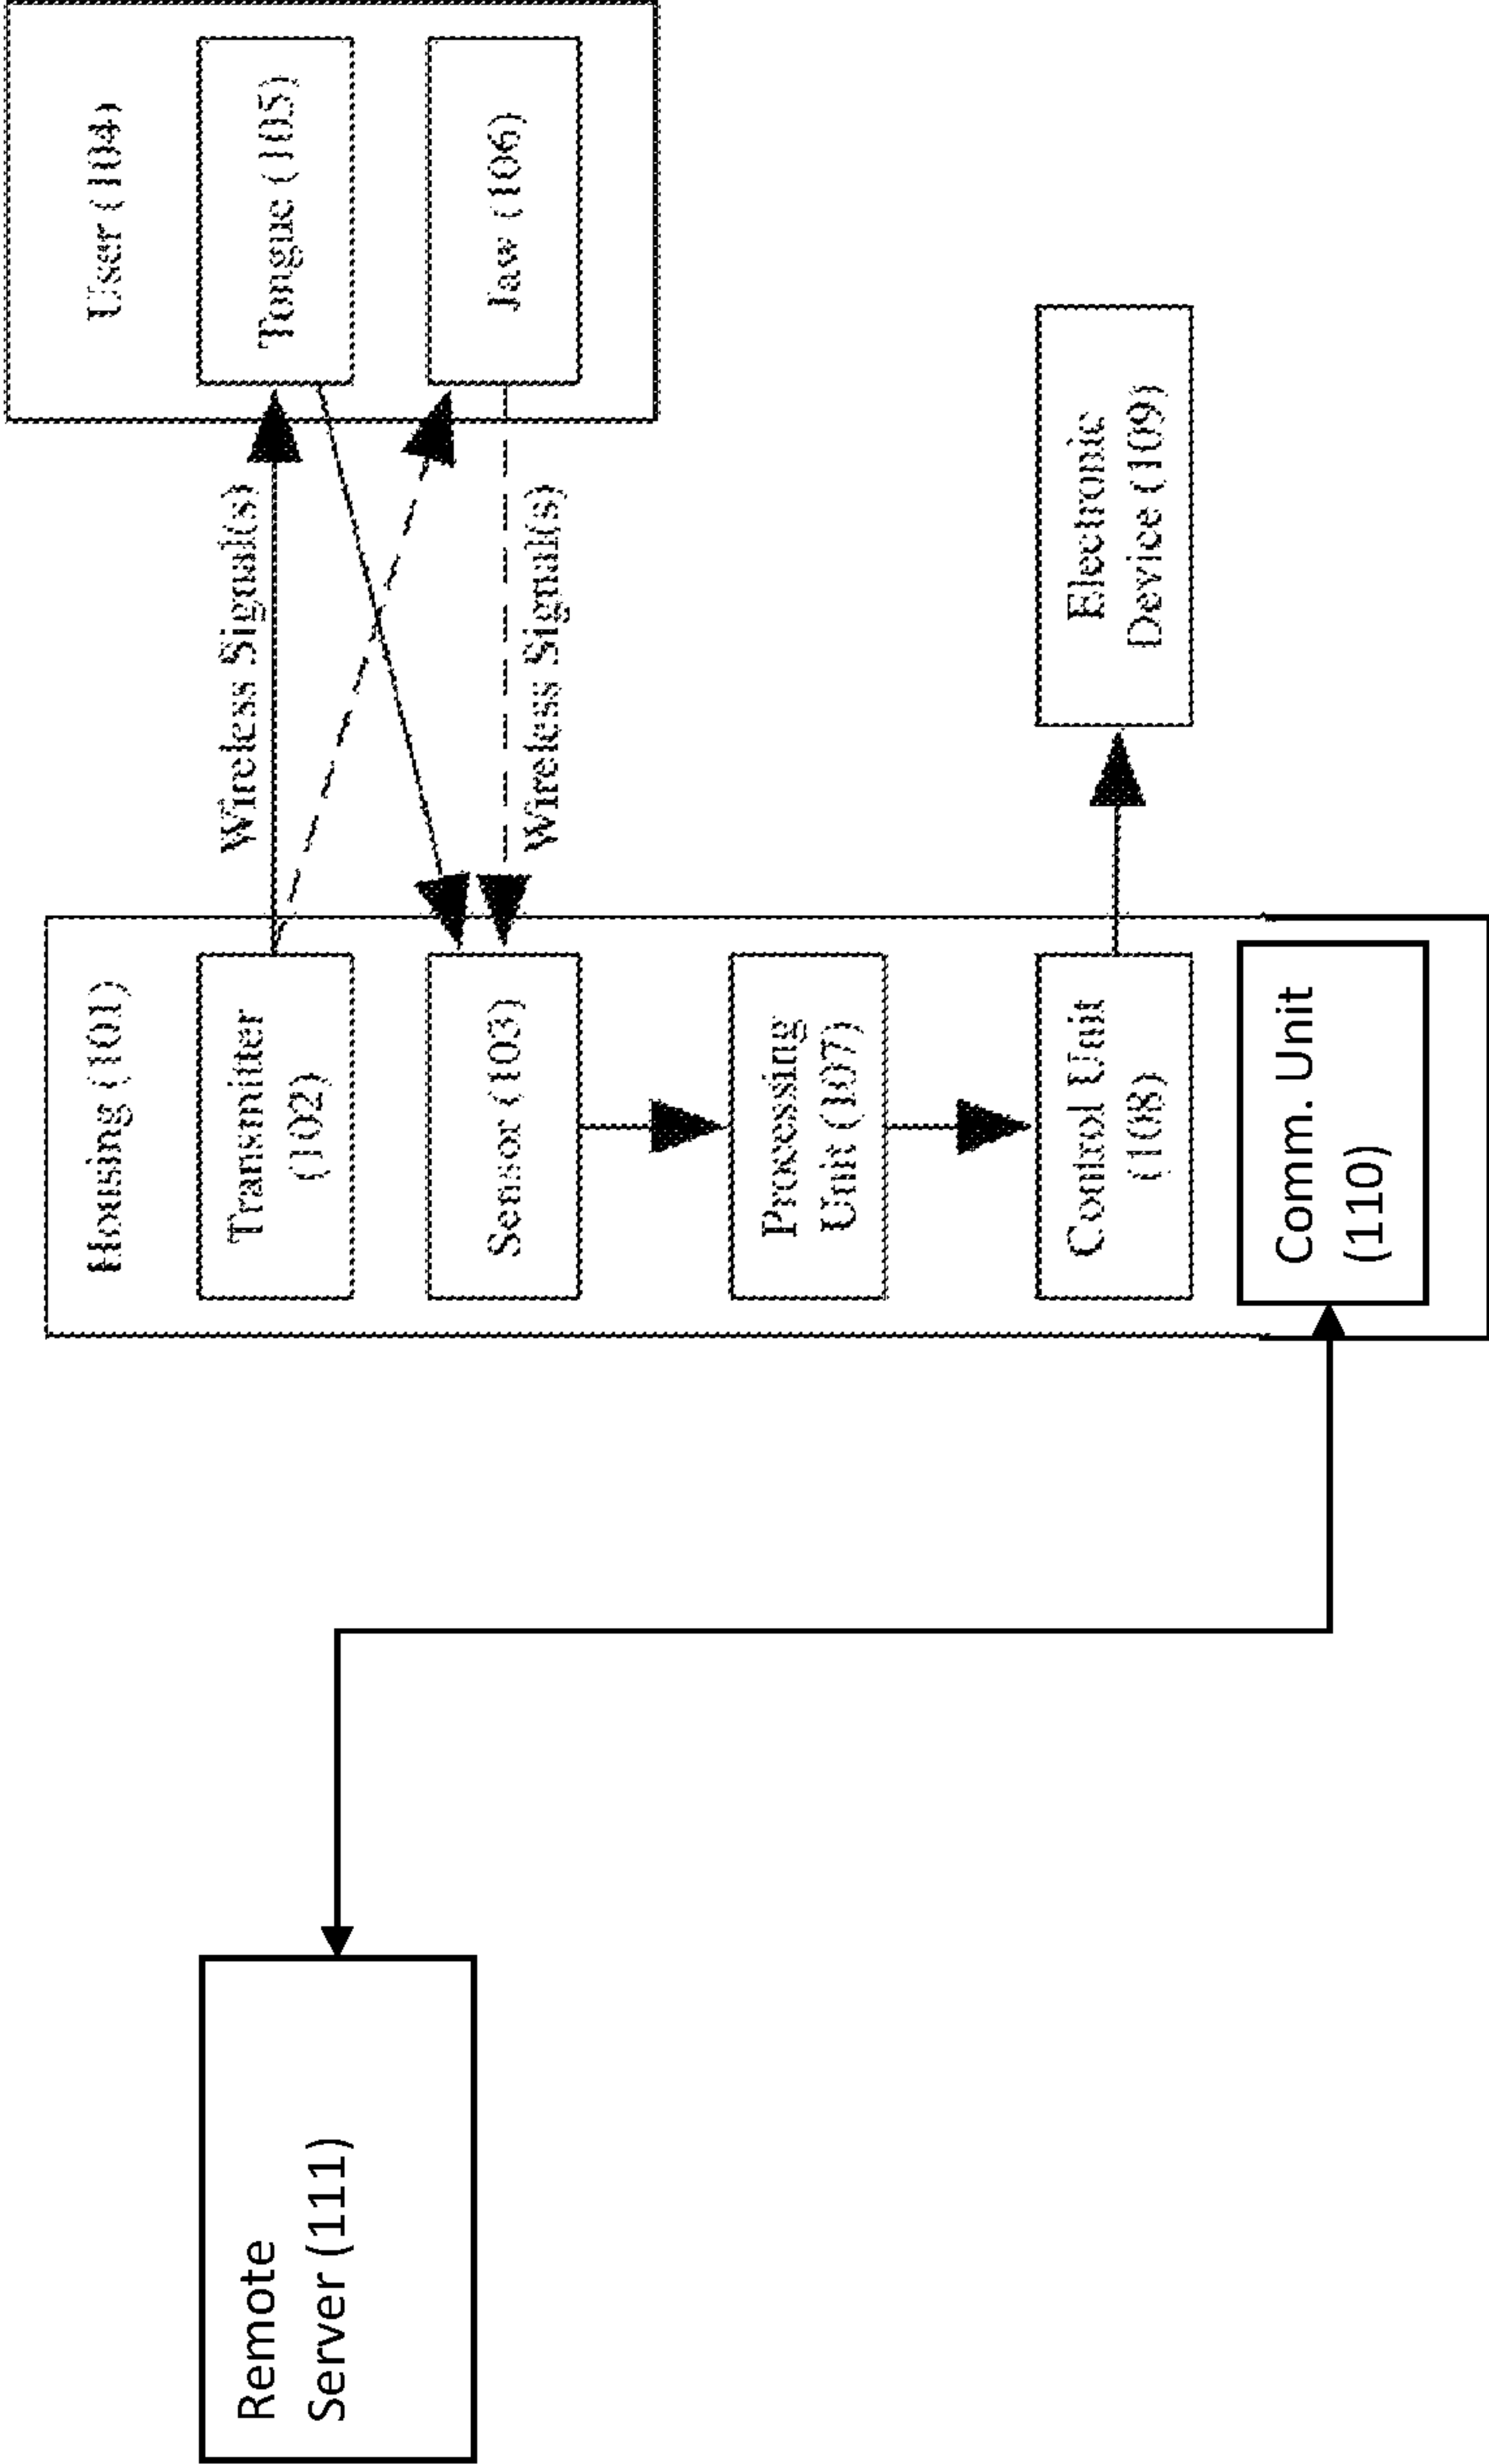 User (104)
Tongue (105)
Jaw (106)
Wireless Signal(s)
Wireless Signal(s)
Housing (101)
Transmitter
(102)
Sensor (103)
Processing
Unit (107)
Control Unit
(108)
Comm. Unit
(110)
Electronic
Device (109)
Remote
Server (111)